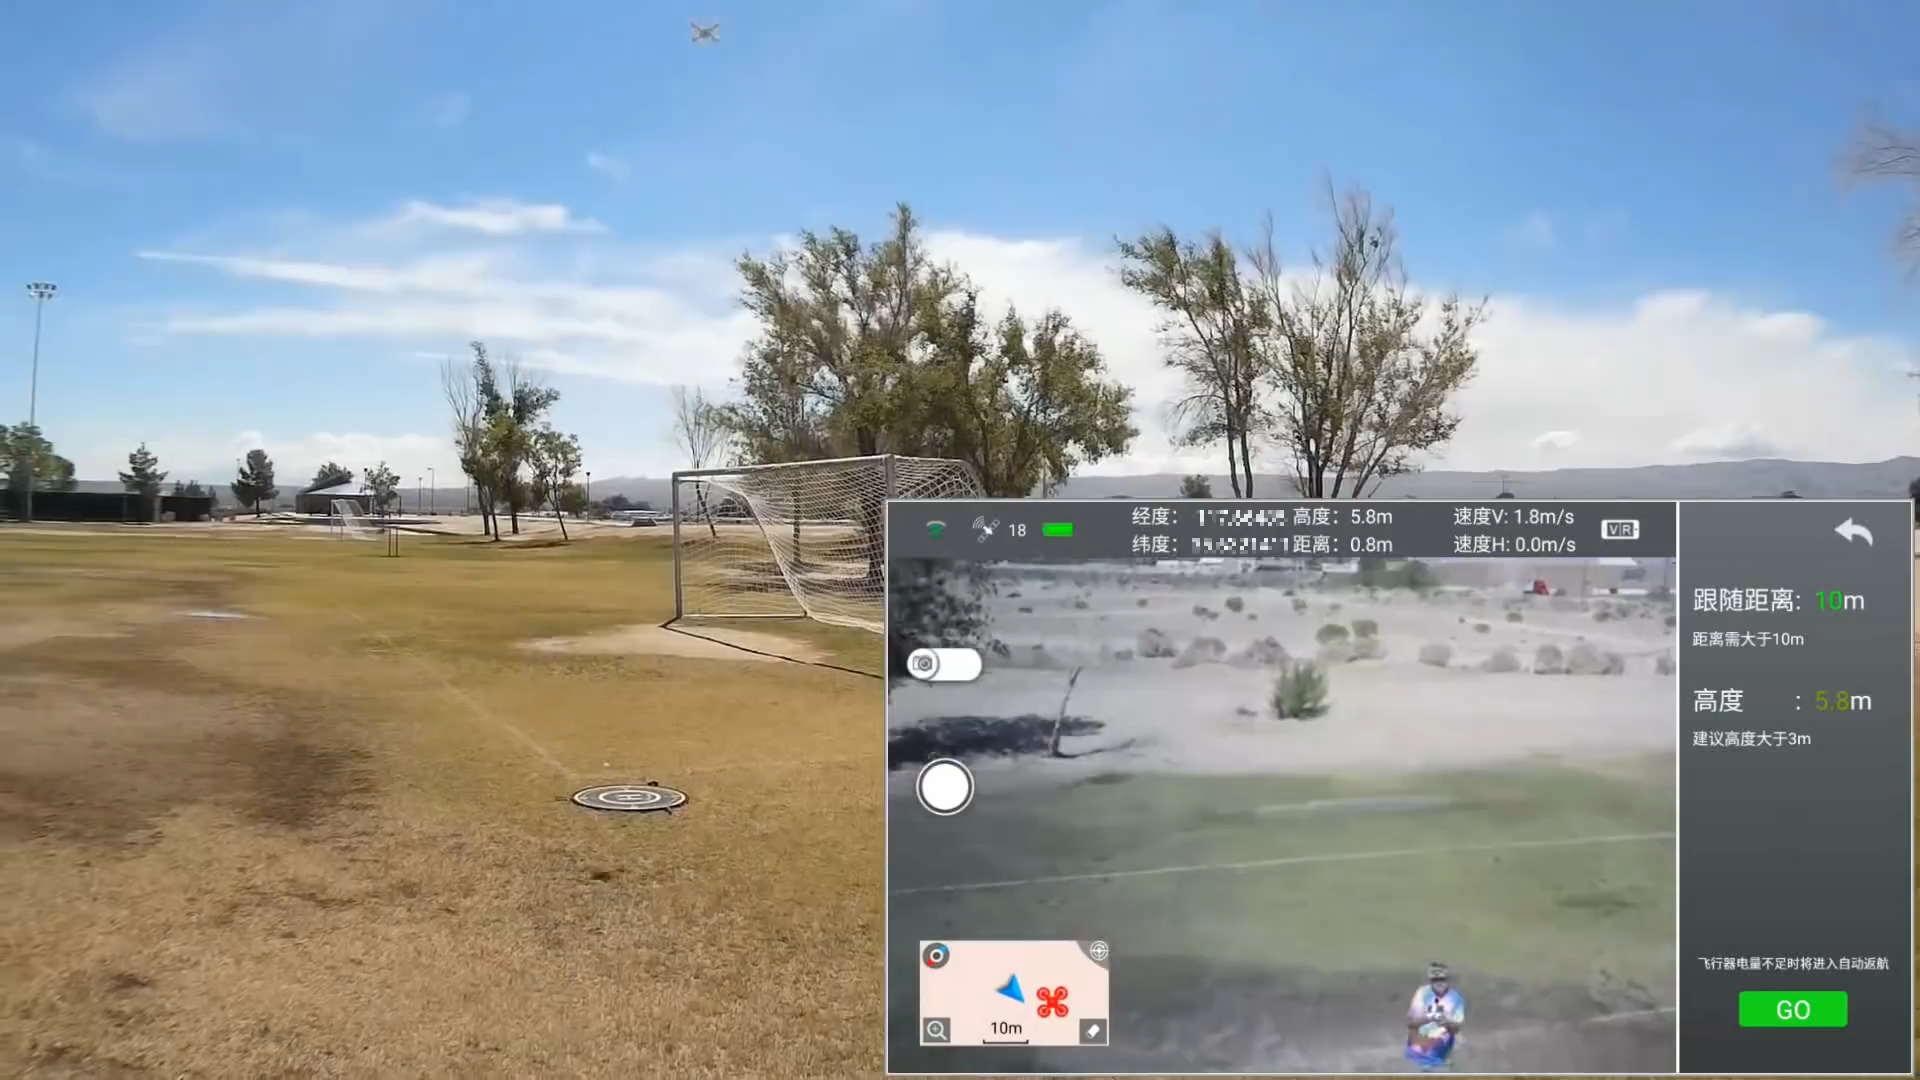 H
18
经度: 高度: 5.8m 速度V: 1.8m/s
纬度: 距离: 0.8m 速度H: 0.0m/s
VR
跟随距离: 10m
距离需大于10m
高度 : 5.8m
建议高度大于3m
10m
飞行器电量不足时将进入自动返航
GO